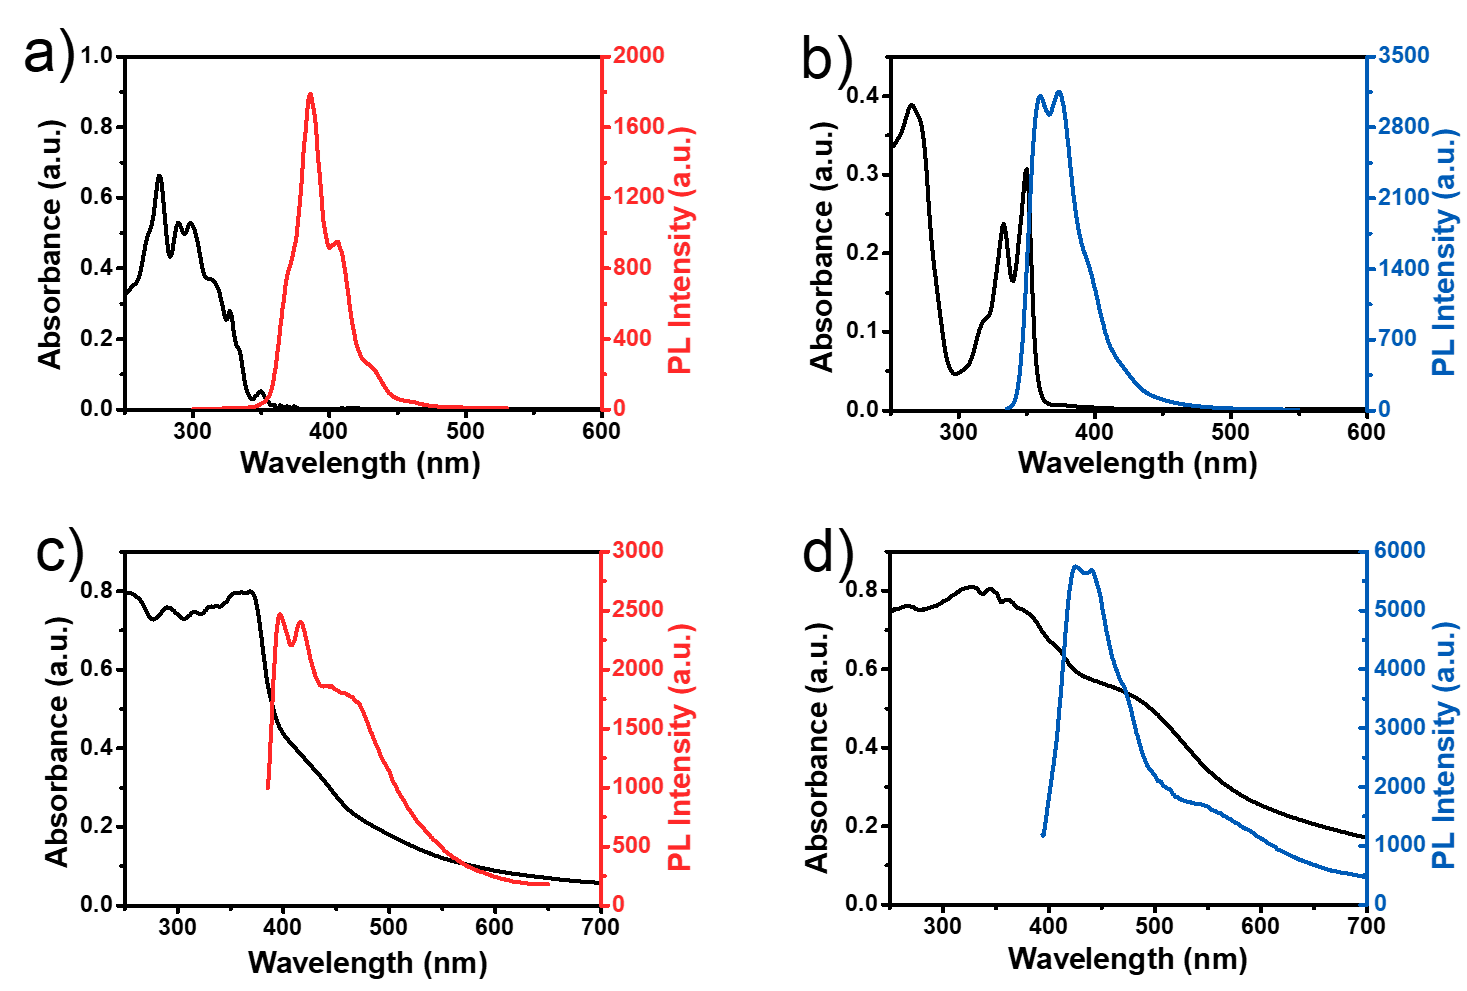 a)
1.0
0.8
0.6
0.4
0.2
0.0
Absorbance (a.u.)
2000
1600
1200
800
400
0
PL Intensity (a.u.)
300 400 500 600
Wavelength (nm)
b)
0.4
0.3
0.2
0.1
0.0
Absorbance (a.u.)
3500
2800
2100
1400
700
0
PL Intensity (a.u.)
300 400 500 600
Wavelength (nm)
c)
0.8
0.6
0.4
0.2
0.0
Absorbance (a.u.)
3000
2500
2000
1500
1000
500
0
PL Intensity (a.u.)
300 400 500 600 700
Wavelength (nm)
d)
0.8
0.6
0.4
0.2
0.0
Absorbance (a.u.)
6000
5000
4000
3000
2000
1000
0
PL Intensity (a.u.)
300 400 500 600 700
Wavelength (nm)